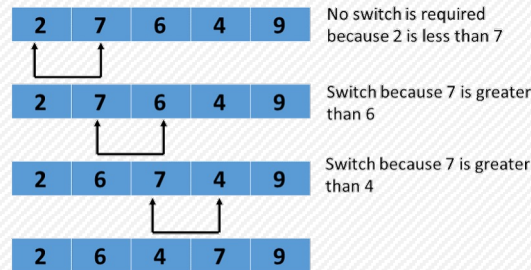 2 7 6 4 9
No switch is required
because 2 is less than 7
2 7 6 4 9
Switch because 7 is greater
than 6
2 6 7 4 9
Switch because 7 is greater
than 4
2 6 4 7 9